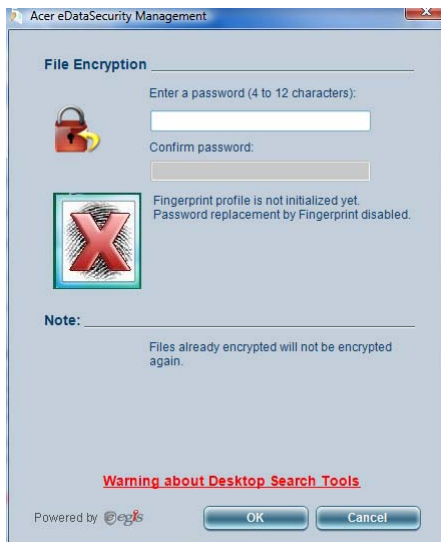 Acer eDataSecurity Management
File Encryption
Enter a password (4 to 12 characters):
Confirm password:
Fingerprint profile is not initialized yet.
Password replacement by Fingerprint disabled.
Note:
Files already encrypted will not be encrypted
again.
Warning about Desktop Search Tools
Powered by egis
OK
Cancel